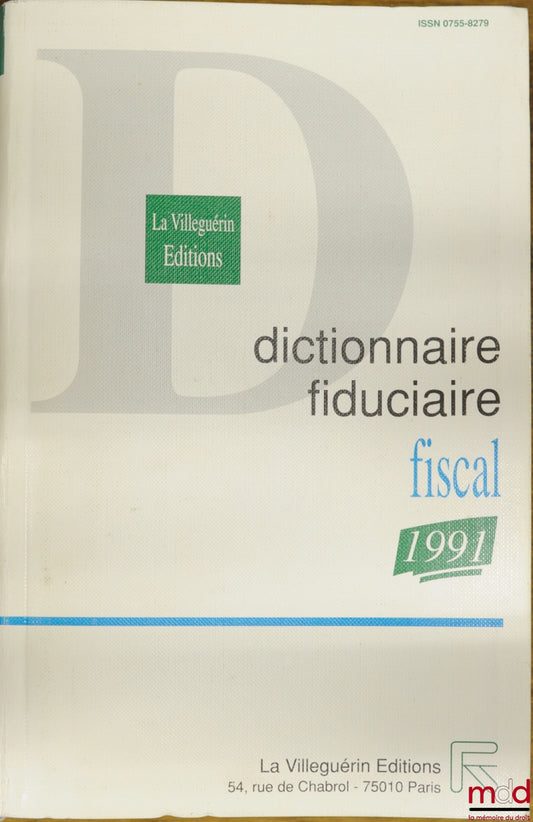 ISSN 0755-8279
D
La Villeguérin
Editions
dictionnaire
fiduciaire
fiscal
1991
La Villeguérin Editions
54, rue de Chabrol - 75010 Paris
mdd
la mémoire du droit